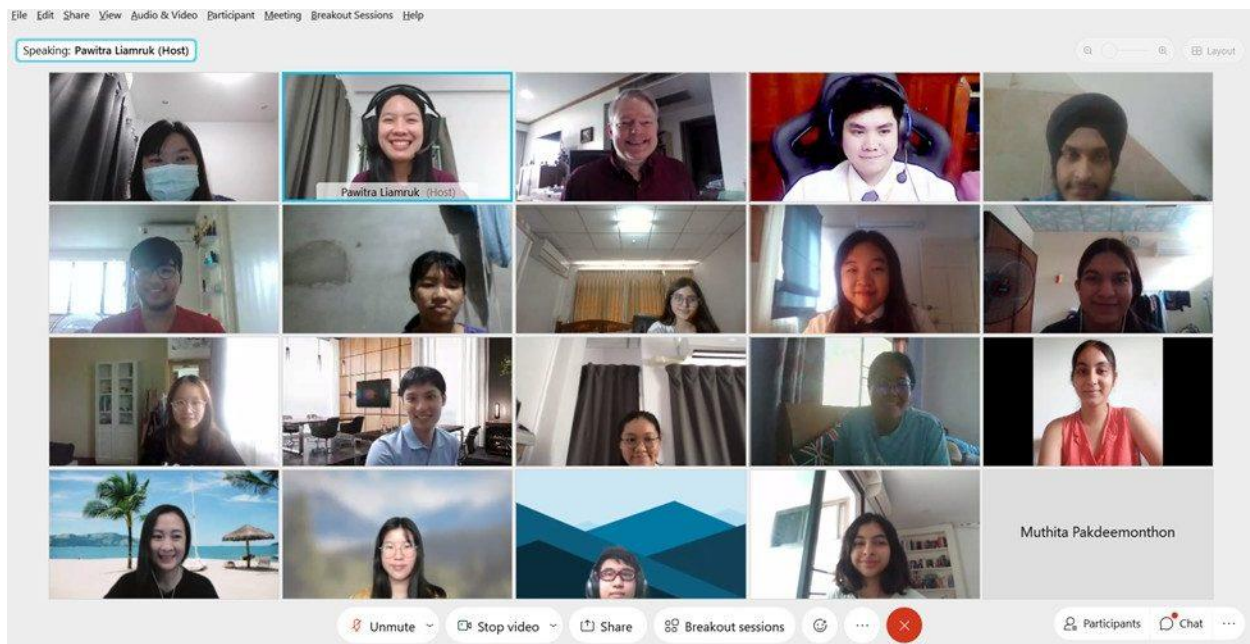 File Edit Share View Audio & Video Participant Meeting Breakout Sessions Help
Speaking: Pawitra Liamruk (Host)
Layout
Pawitra Liamruk (Host)
Muthita Pakdeemonthon
Unmute Stop video Share Breakout sessions Participants Chat